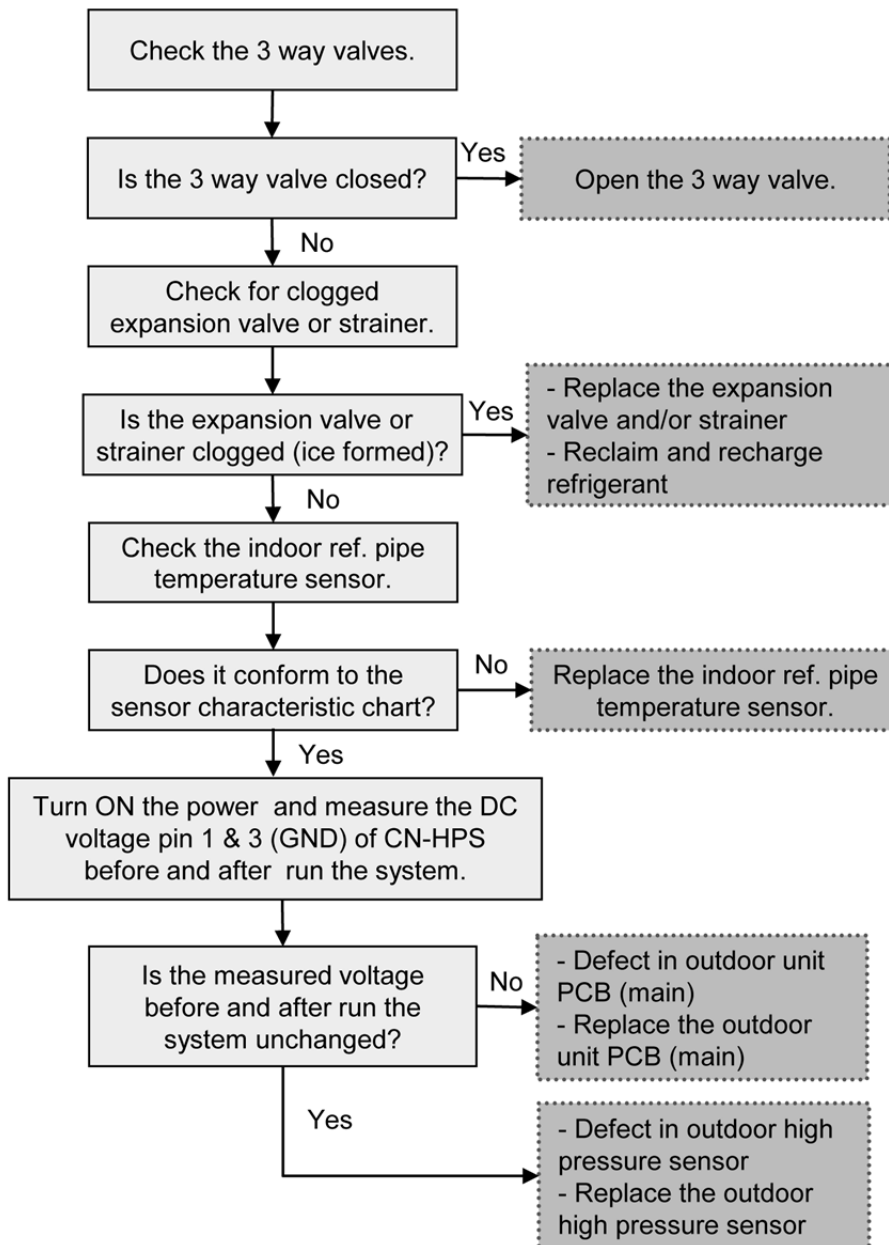 Check the 3 way valves.
Is the 3 way valve closed?
Yes
Open the 3 way valve.
No
Check for clogged
expansion valve or strainer.
Is the expansion valve or
strainer clogged (ice formed)?
Yes
- Replace the expansion
valve and/or strainer
- Reclaim and recharge
refrigerant
No
Check the indoor ref. pipe
temperature sensor.
Does it conform to the
sensor characteristic chart?
No
Replace the indoor ref. pipe
temperature sensor.
Yes
Turn ON the power and measure the DC
voltage pin 1 & 3 (GND) of CN-HPS
before and after run the system.
Is the measured voltage
before and after run the
system unchanged?
No
- Defect in outdoor unit
PCB (main)
- Replace the outdoor
unit PCB (main)
Yes
- Defect in outdoor high
pressure sensor
- Replace the outdoor
high pressure sensor